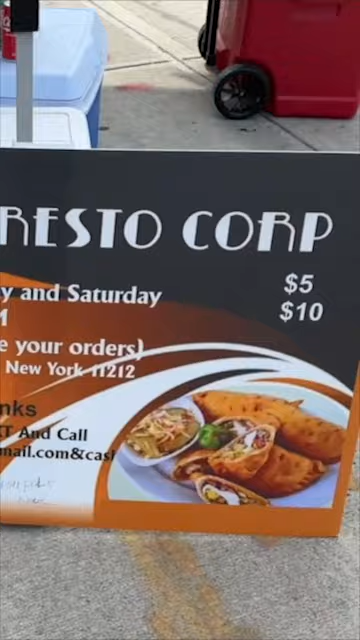 RESTO CORP
$5
y and Saturday
$10
e your orders)
New York 11212
nks
T And Call
mail.com&cas